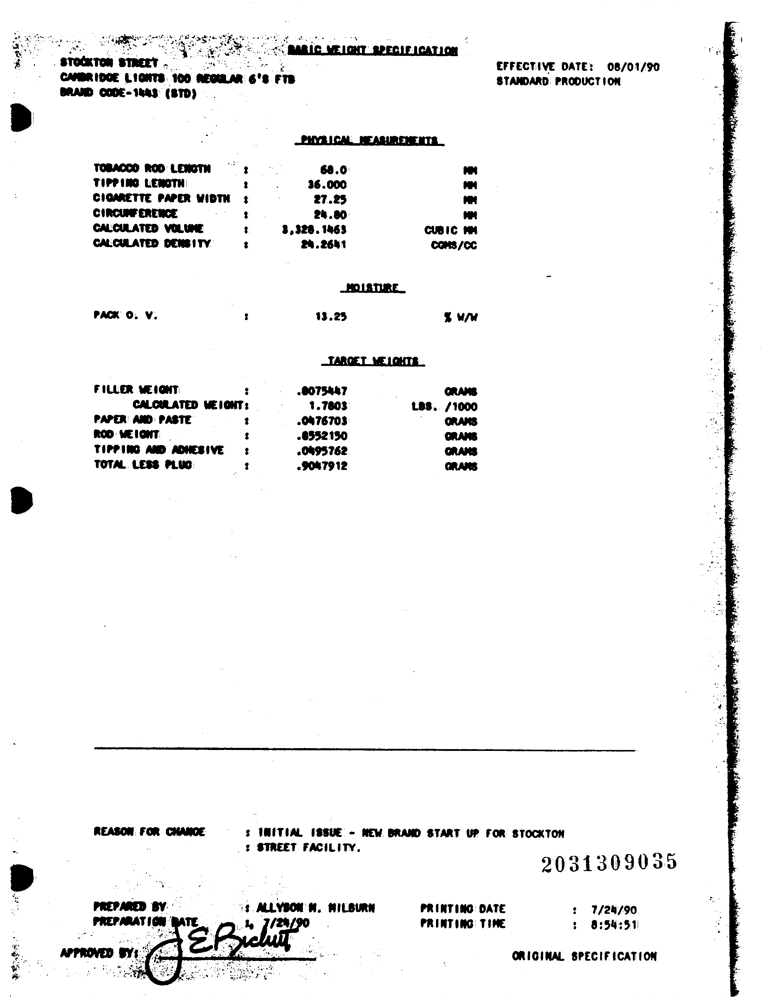 BASIC WEIGHT SPECIFICATION
STOCKTON STREET
EFFECTIVE DATE: 08/01/90
CAMBRIDGE LIGHTS 100 REGULAR 6'S FTB
STANDARD PRODUCTION
BRAND CODE-1443 (STD)
PHYSICAL MEASUREMENTS
TOBACCO ROD LENGTH : 68.0 MM
TIPPING LENGTH : 36.000 MM
CIGARETTE PAPER WIDTH : 27.25 MM
CIRCUMFERENCE : 24.80 MM
CALCULATED VOLUME : 3,328.1463 CUBIC MM
CALCULATED DENSITY : 24.2641 CGMS/CC
MOISTURE
PACK O. V. : 13.25 % W/W
TARGET WEIGHTS
FILLER WEIGHT : .8075447 GRAMS
CALCULATED WEIGHT: 1.7803 LBS. /1000
PAPER AND PASTE : .0476703 GRAMS
ROD WEIGHT : .8552150 GRAMS
TIPPING AND ADHESIVE : .0495762 GRAMS
TOTAL LESS PLUG : .9047912 GRAMS
REASON FOR CHANGE : INITIAL ISSUE - NEW BRAND START UP FOR STOCKTON
: STREET FACILITY.
2031309035
PREPARED BY : ALLYSON M. MILBURN PRINTING DATE : 7/24/90
PREPARATION DATE : 7/24/90 PRINTING TIME : 8:54:51
APPROVED BY:
ORIGINAL SPECIFICATION